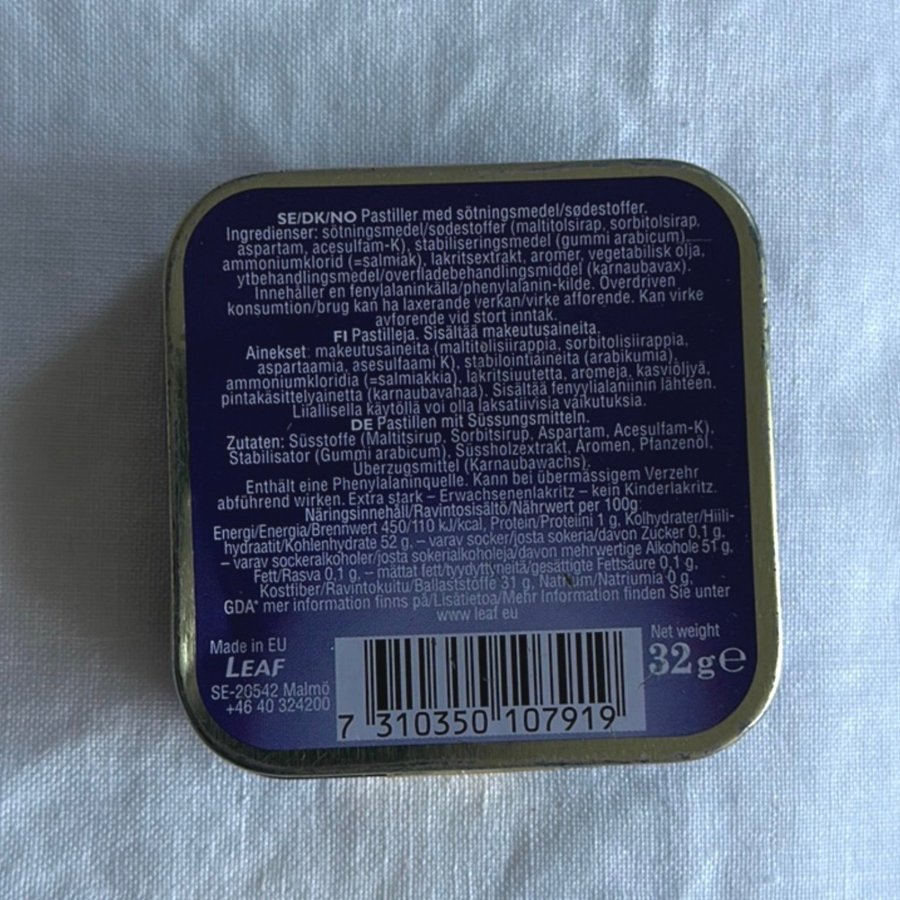 SE/DK/NO Pastiller med sötningsmedel/sødestoffer.
Ingredienser: sötningsmedel/sødestoffer (maltitolsirap, sorbitolsirap,
aspartam, acesulfam-K), stabiliseringsmedel (gummi arabicum),
ammoniumklorid (=salmiak), lakritsextrakt, aromer, vegetabilisk olja,
ytbehandlingsmedel/overfladebehandlingsmiddel (karnaubavax).
Innehåller en fenylalaninkälla/phenylalanin-kilde. Överdriven
konsumtion/brug kan ha laxerande verkan/virke afførende. Kan virke
avførende vid stort inntak.
FI Pastilleja. Sisältää makeutusaineita.
Ainekset: makeutusaineita (maltitolisiirappia, sorbitolisiirappia,
aspartaamia, asesulfaami K), stabilointiaineita (arabikumia),
ammoniumkloridia (=salmiakkia), lakritsiuutetta, aromeja, kasviöljyä,
pintakäsittelyainetta (karnaubavahaa). Sisältää fenyylialaniinin lähteen.
Liiallisella käytöllä voi olla laksatiivisia vaikutuksia.
DE Pastillen mit Süssungsmitteln.
Zutaten: Süsstoffe (Maltitsirup, Sorbitsirup, Aspartam, Acesulfam-K),
Stabilisator (Gummi arabicum), Süssholzextrakt, Aromen, Pfanzenöl,
Überzugsmittel (Karnaubawachs).
Enthält eine Phenylalaninquelle. Kann bei übermässigem Verzehr
abführend wirken. Extra stark – Erwachsenenlakritz – kein Kinderlakritz.
Näringsinnehåll/Ravintosisältö/Nährwert per 100g:
Energi/Energia/Brennwert 450/110 kJ/kcal, Protein/Proteiini 1 g, Kolhydrater/Hiili-
hydraatit/Kohlenhydrate 52 g, – varav socker/josta sokeria/davon Zucker 0,1 g,
– varav sockeralkoholer/josta sokerialkoholeja/davon mehrwertige Alkohole 51 g,
Fett/Rasva 0,1 g, – mättat fett/tyydyttyneitä/gesättigte Fettsäure 0,1 g,
Kostfiber/Ravintokuitu/Ballaststoffe 31 g, Natrium/Natriumia 0 g.
GDA* mer information finns på/Lisätietoa/Mehr Information finden Sie unter
www.leaf.eu
Made in EU
LEAF
SE-20542 Malmö
+46 40 324200
7 310350 107919
Net weight
32 g e